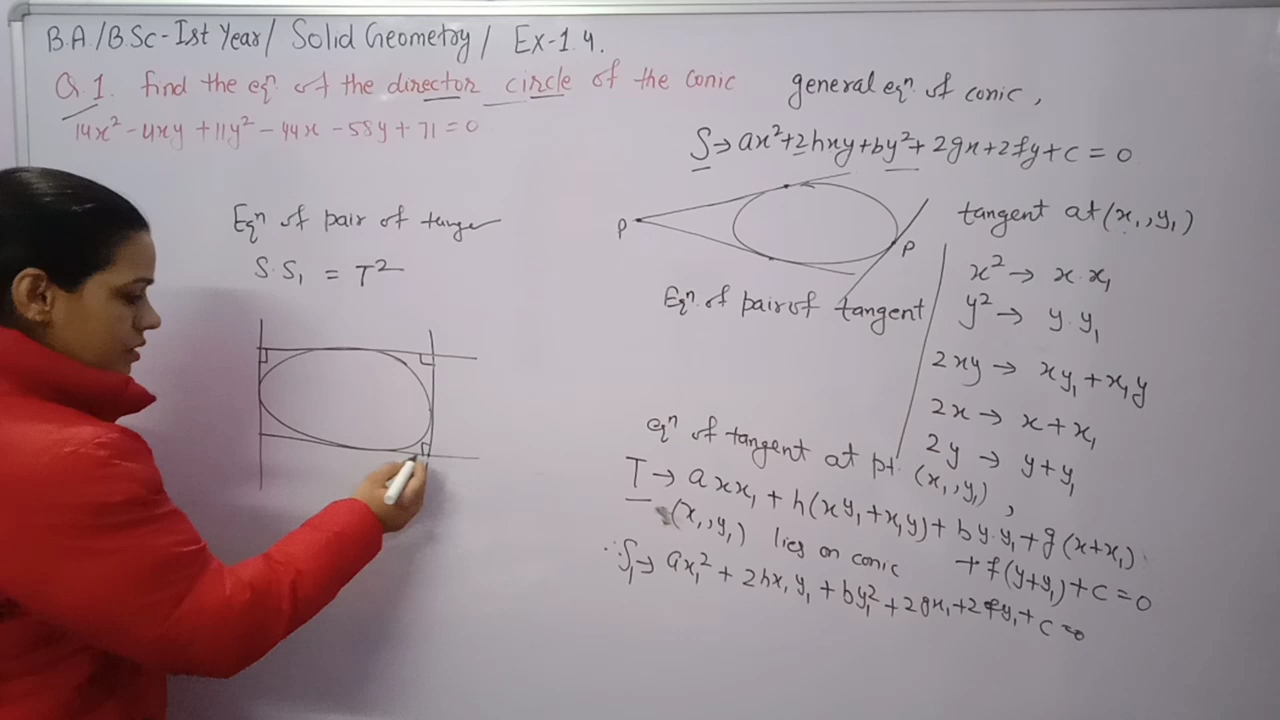 B.A./B.Sc-Ist Year/ Solid Geometry/ Ex-1.4.
Q.1. find the eqⁿ of the director circle of the conic
14x² - 4xy + 11y² - 44x - 58y + 71 = 0
Eqⁿ of pair of tange
S.S₁ = T²
general eqⁿ of conic,
S → ax²+2hxy+by²+2gx+2fy+c = 0
P
P
Eqⁿ. of pair of tangent
tangent at (x₁,y₁)
x² → x.x₁
y² → y.y₁
2xy → xy₁+x₁y
2x → x+x₁
2y → y+y₁
eqⁿ of tangent at pt. (x₁,y₁),
T → axx₁ + h(xy₁+x₁y) + by.y₁ + g(x+x₁)
+ f(y+y₁) + c = 0
(x₁,y₁) lies on conic
∴ S₁ → ax₁² + 2hx₁y₁ + by₁² + 2gx₁ + 2fy₁ + c = 0